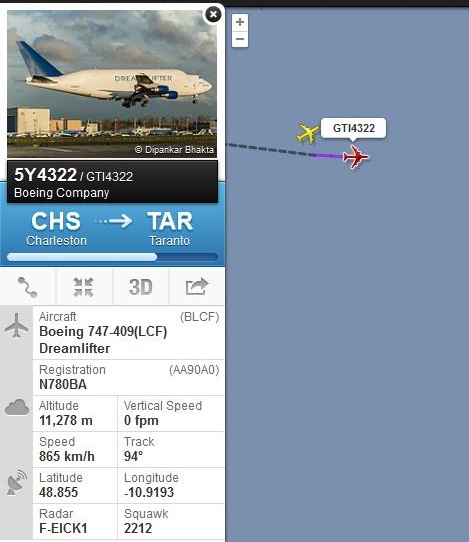 DREAMLIFTER
© Dipankar Bhakta
5Y4322 / GTI4322
Boeing Company
CHS TAR
Charleston Taranto
3D
Aircraft (BLCF)
Boeing 747-409(LCF)
Dreamlifter
Registration (AA90A0)
N780BA
Altitude Vertical Speed
11,278 m 0 fpm
Speed Track
865 km/h 94°
Latitude Longitude
48.855 -10.9193
Radar Squawk
F-EICK1 2212
+
−
GTI4322